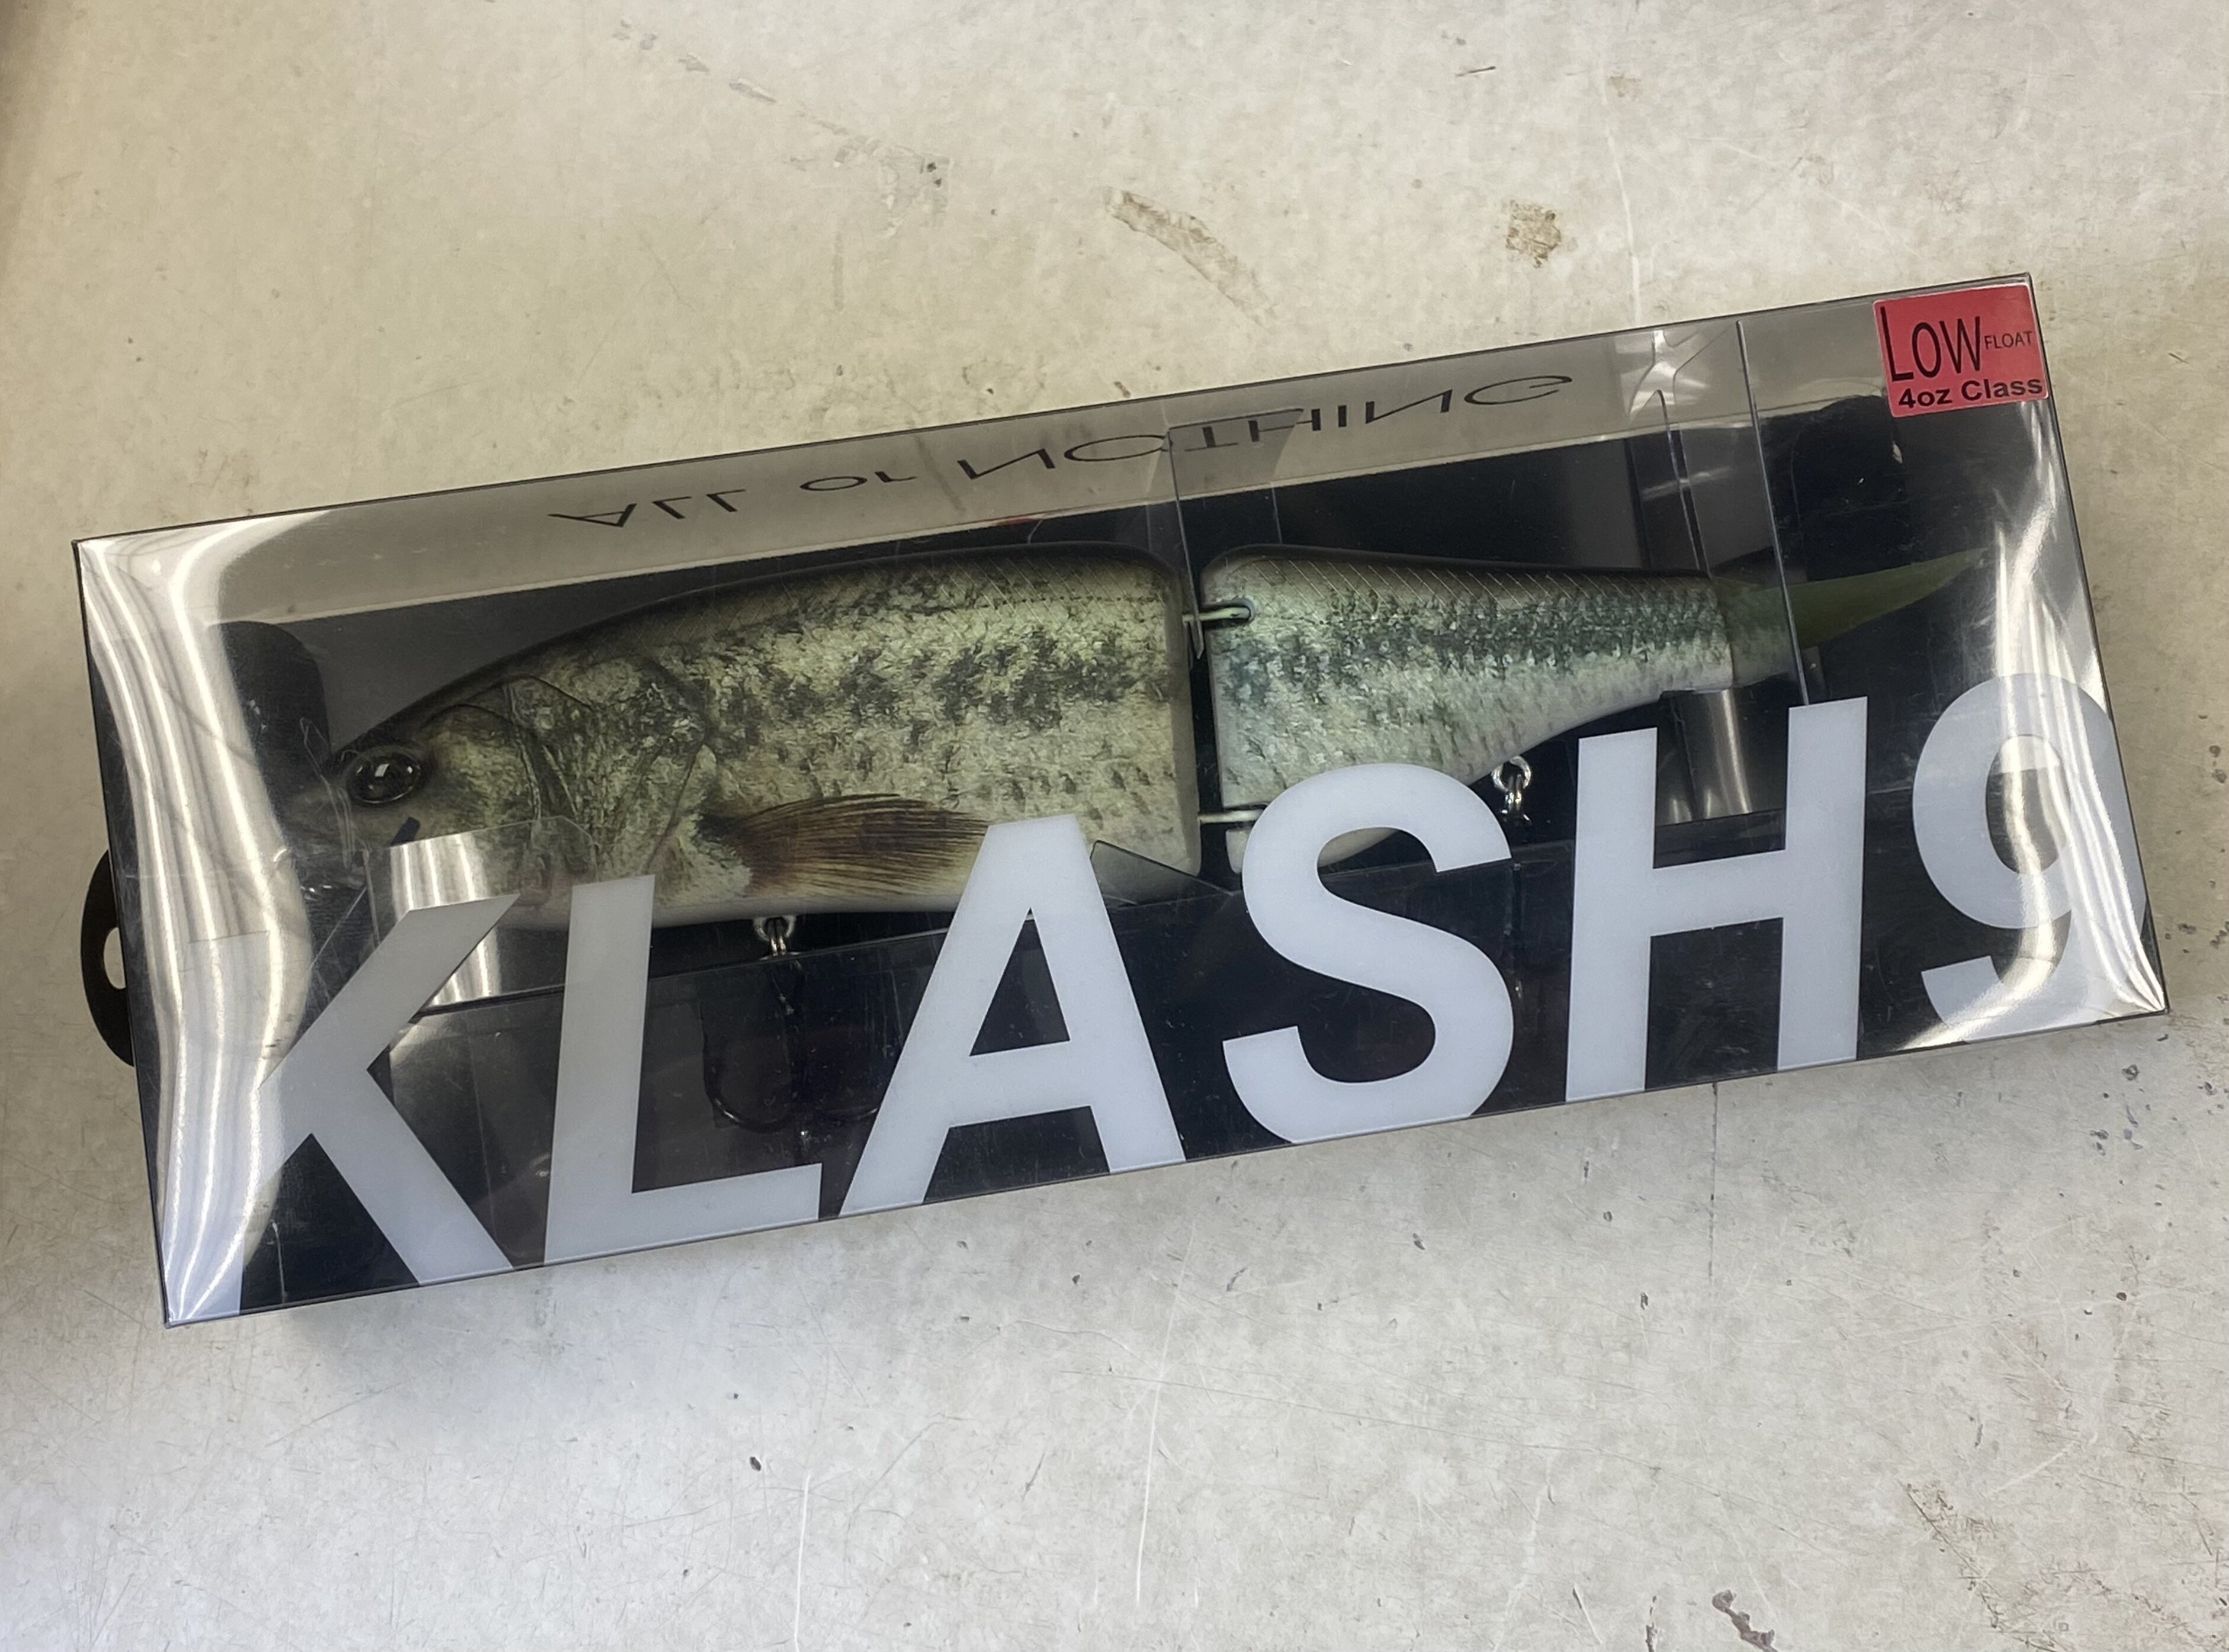 LOW FLOAT
4oz Class
ALL OR NOTHING
KLASH9